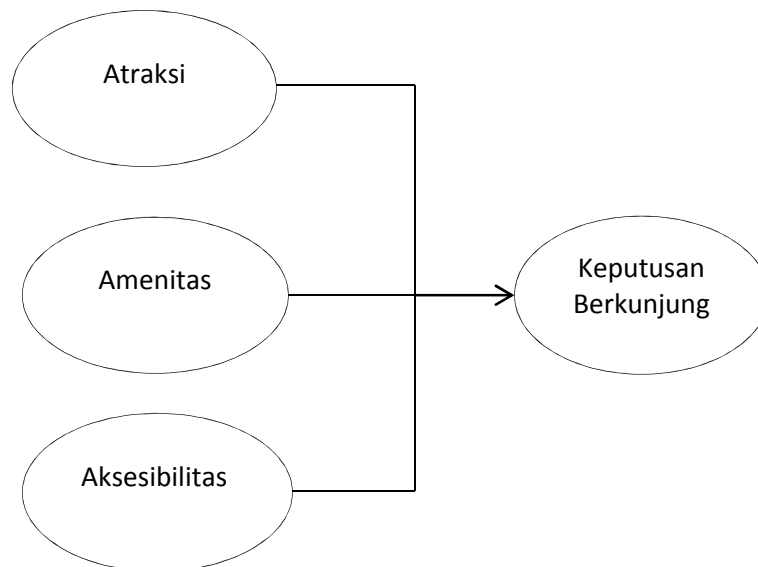 Atraksi
Amenitas
Keputusan
Berkunjung
Aksesibilitas